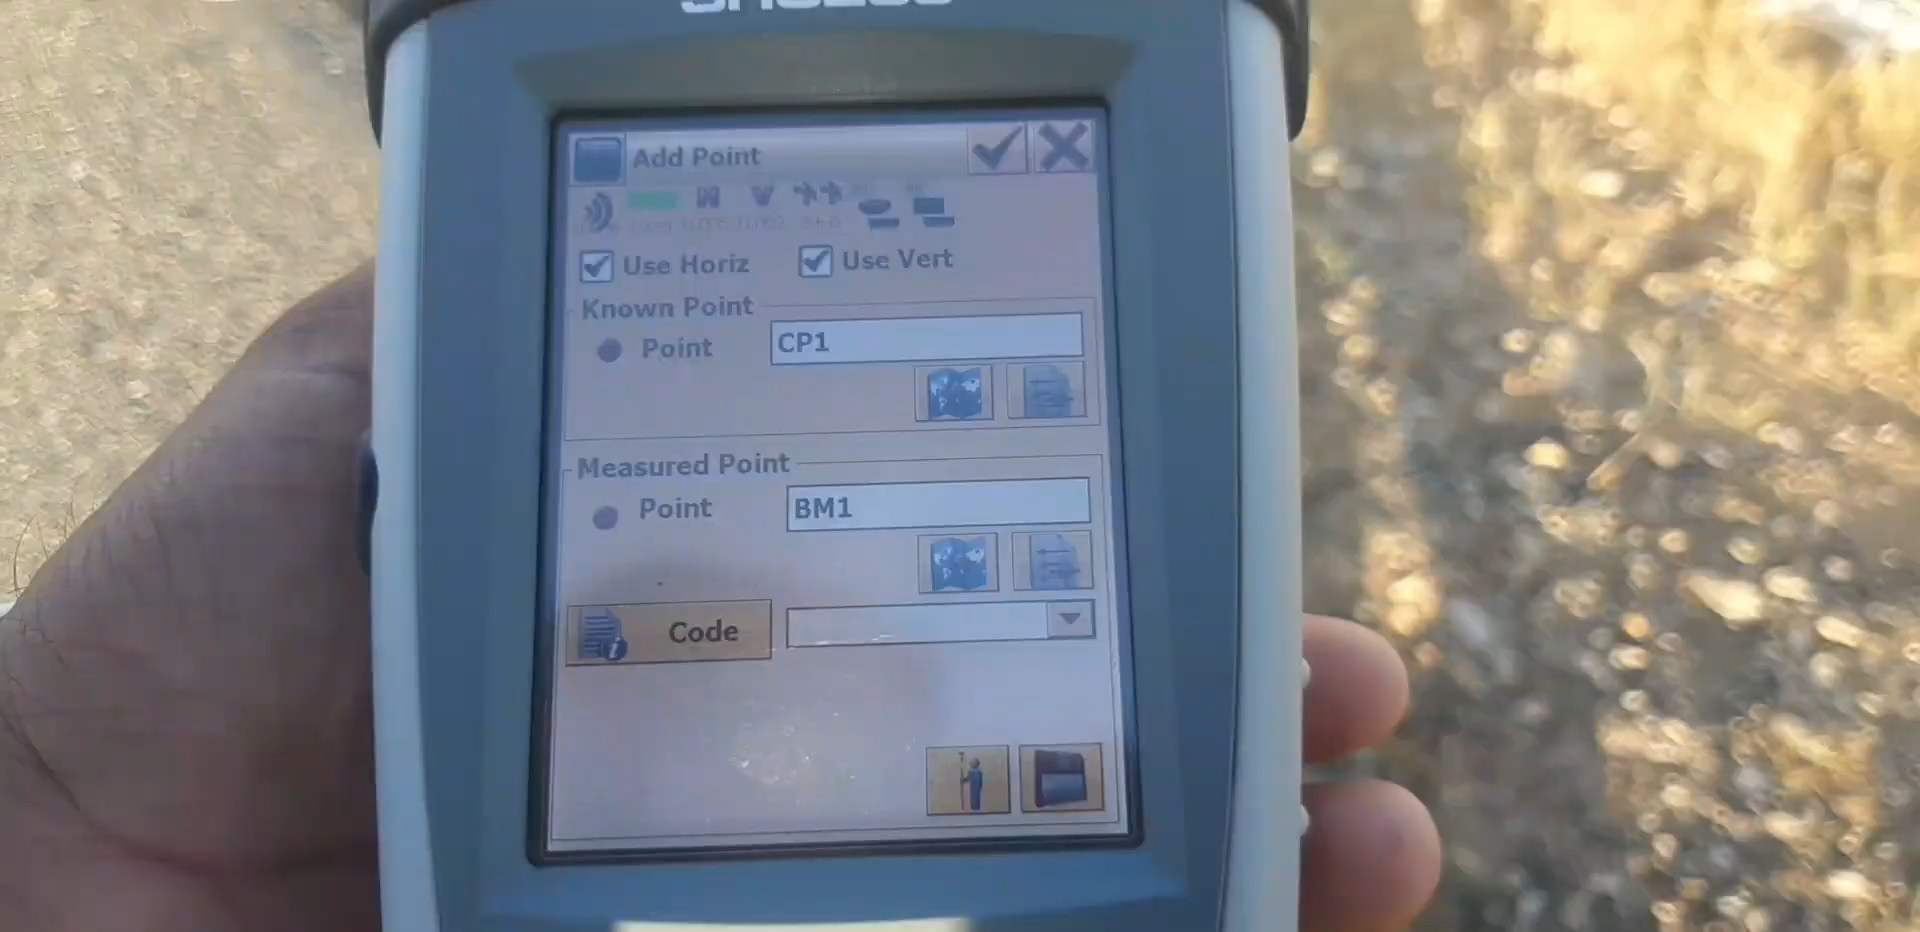 Add Point
H V
Use Horiz Use Vert
Known Point
Point CP1
Measured Point
Point BM1
Code